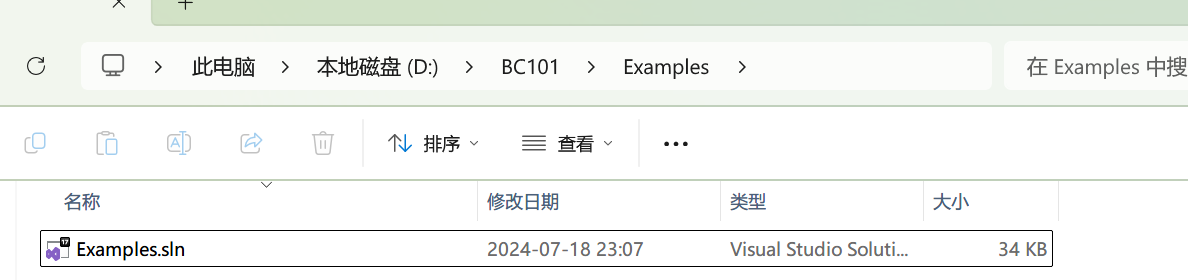 此电脑 > 本地磁盘 (D:) > BC101 > Examples >
在 Examples 中搜
排序 查看
名称 修改日期 类型 大小
17
Examples.sln 2024-07-18 23:07 Visual Studio Soluti... 34 KB